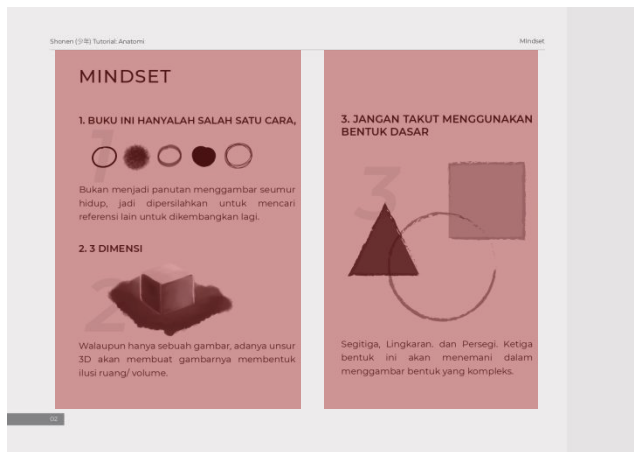 Shonen (少年) Tutorial: Anatomi
Mindset
MINDSET
1. BUKU INI HANYALAH SALAH SATU CARA,
1
Bukan menjadi panutan menggambar seumur
hidup, jadi dipersilahkan untuk mencari
referensi lain untuk dikembangkan lagi.
2. 3 DIMENSI
2
Walaupun hanya sebuah gambar, adanya unsur
3D akan membuat gambarnya membentuk
ilusi ruang/ volume.
3. JANGAN TAKUT MENGGUNAKAN
BENTUK DASAR
3
Segitiga, Lingkaran. dan Persegi. Ketiga
bentuk ini akan menemani dalam
menggambar bentuk yang kompleks.
02